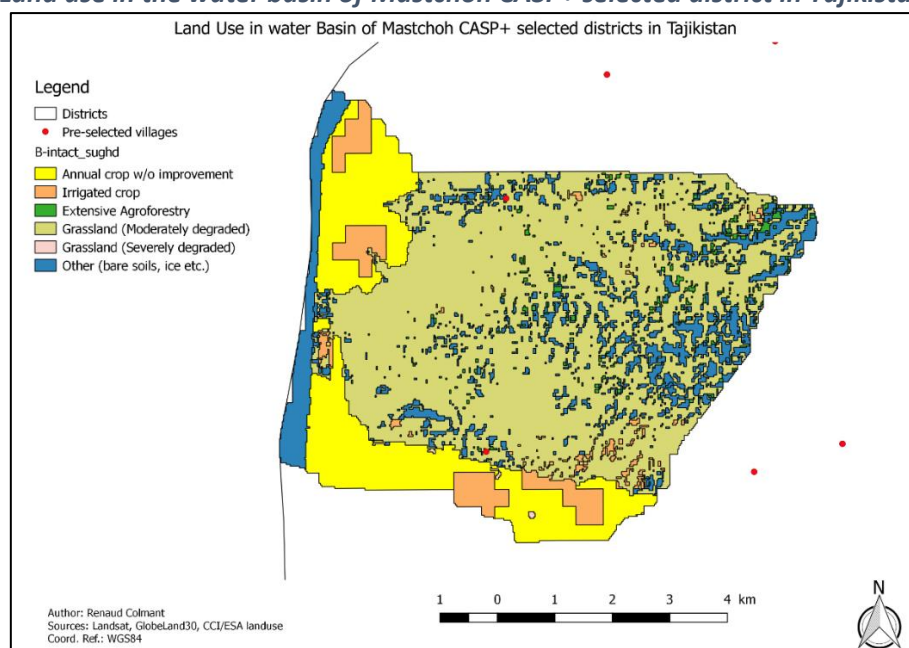 Land use in the water basin of Mastchoh CASP+ selected district in Tajikistan
Land Use in water Basin of Mastchoh CASP+ selected districts in Tajikistan
Legend
Districts
Pre-selected villages
B-intact_sughd
Annual crop w/o improvement
Irrigated crop
Extensive Agroforestry
Grassland (Moderately degraded)
Grassland (Severely degraded)
Other (bare soils, ice etc.)
Author: Renaud Colmant
Sources: Landsat, GlobeLand30, CCI/ESA landuse
Coord. Ref.: WGS84
1 0 1 2 3 4 km
N